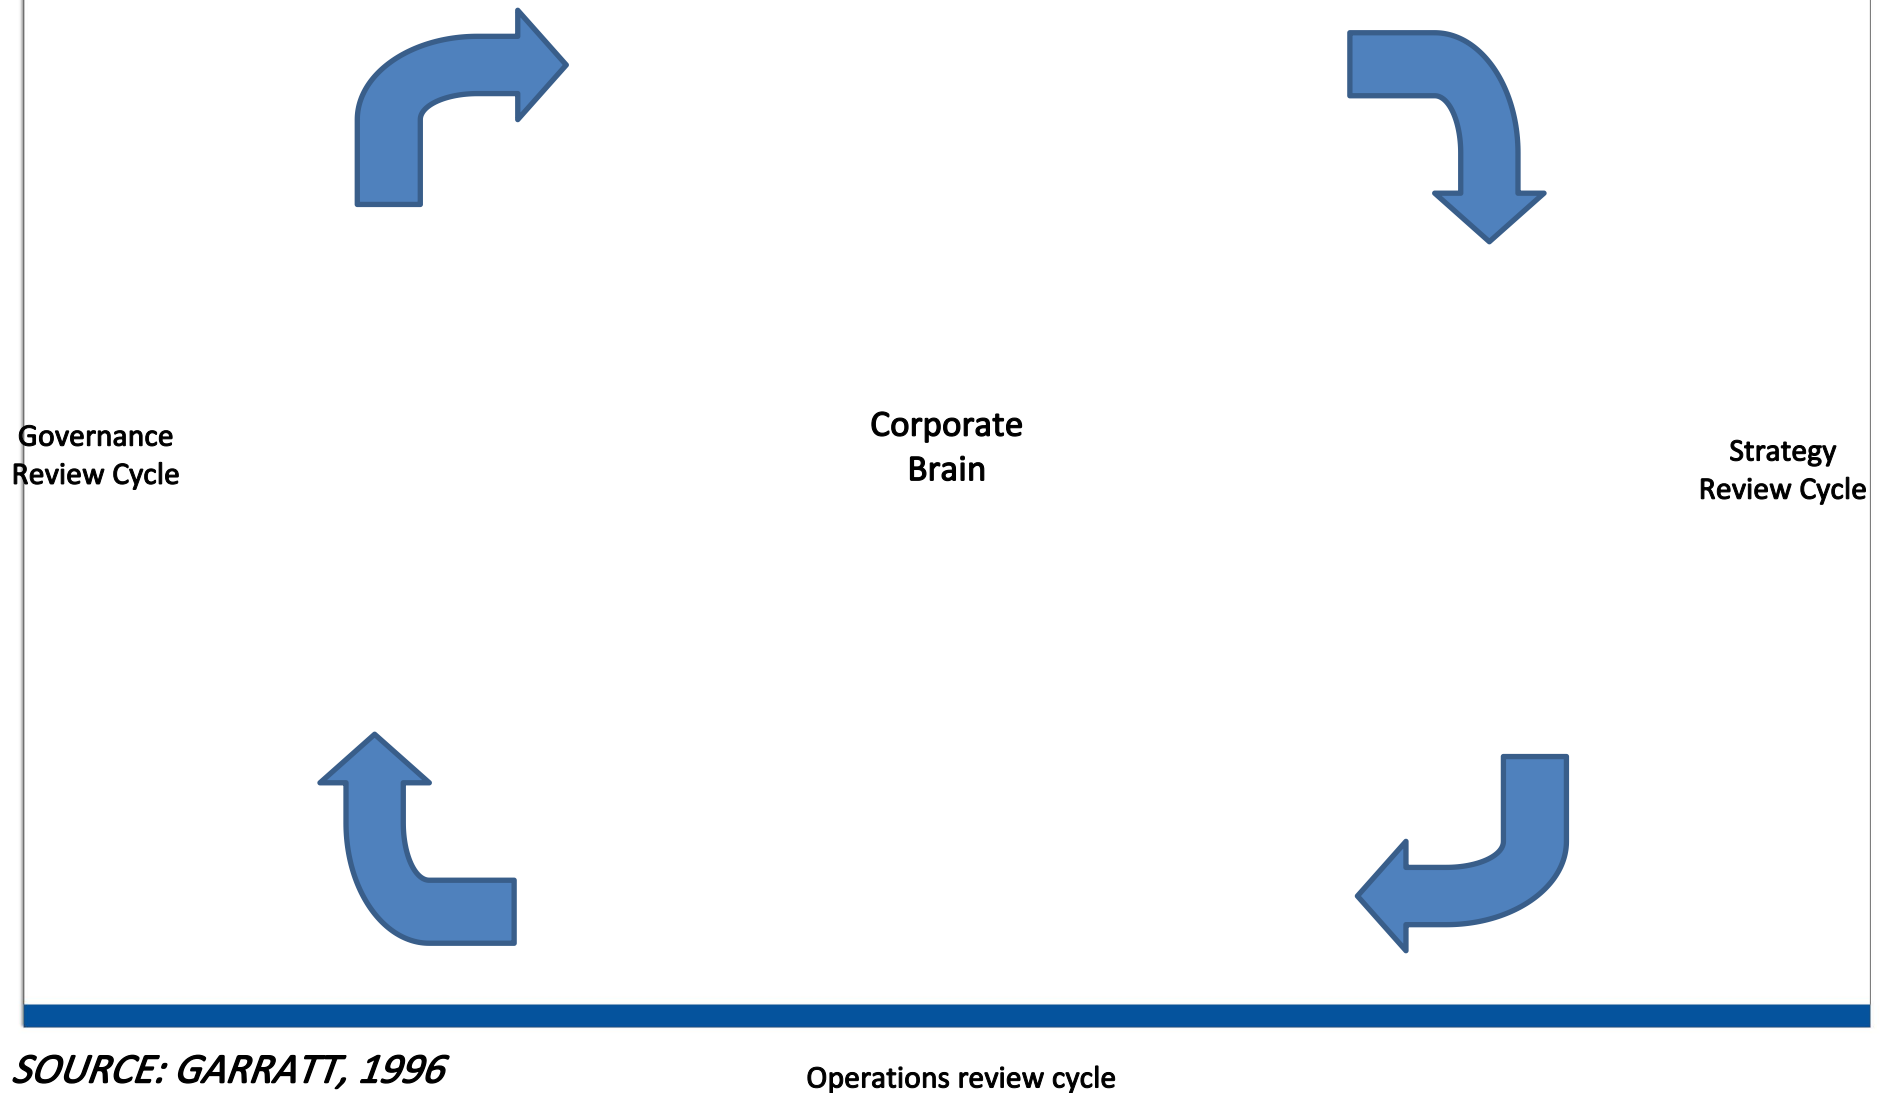 Governance
Review Cycle
Corporate
Brain
Strategy
Review Cycle
SOURCE: GARRATT, 1996
Operations review cycle